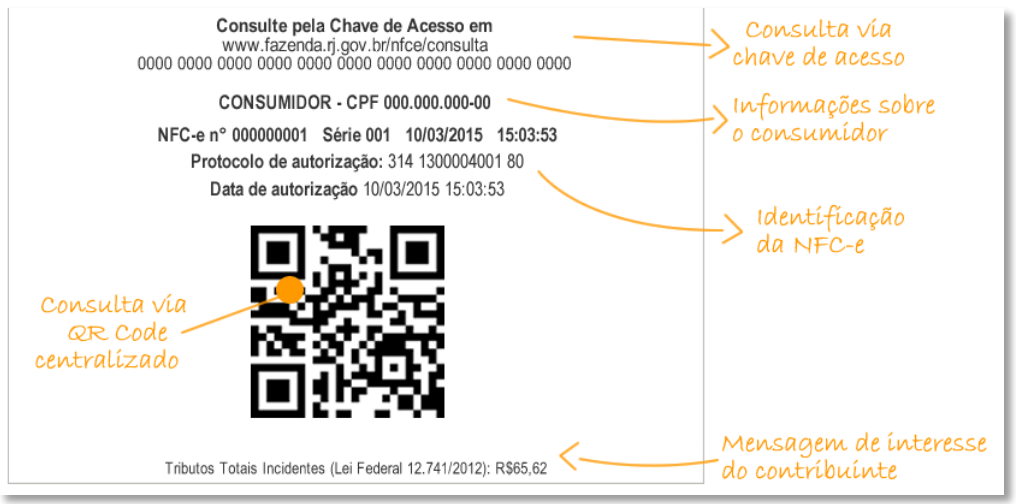 Consulte pela Chave de Acesso em
www.fazenda.rj.gov.br/nfce/consulta
0000 0000 0000 0000 0000 0000 0000 0000 0000 0000 0000
CONSUMIDOR - CPF 000.000.000-00
NFC-e n° 000000001 Série 001 10/03/2015 15:03:53
Protocolo de autorização: 314 1300004001 80
Data de autorização 10/03/2015 15:03:53
Tributos Totais Incidentes (Lei Federal 12.741/2012): R$65,62
Consulta via
chave de acesso
Informações sobre
o consumidor
Identificação
da NFC-e
Consulta via
QR Code
centralizado
Mensagem de interesse
do contribuinte